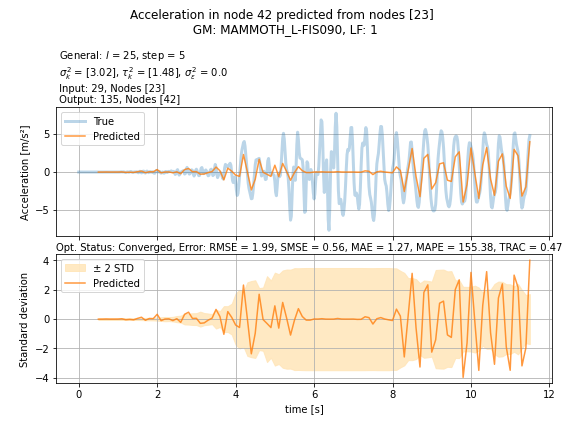 Acceleration in node 42 predicted from nodes [23]
GM: MAMMOTH_L-FIS090, LF: 1
General: l = 25, step = 5
σ²ₖ = [3.02], τ²ₖ = [1.48], σ²ₑ = 0.0
Input: 29, Nodes [23]
Output: 135, Nodes [42]
True
Predicted
5
0
−5
Acceleration [m/s²]
Opt. Status: Converged, Error: RMSE = 1.99, SMSE = 0.56, MAE = 1.27, MAPE = 155.38, TRAC = 0.47
± 2 STD
Predicted
4
2
0
−2
−4
Standard deviation
0 2 4 6 8 10 12
time [s]